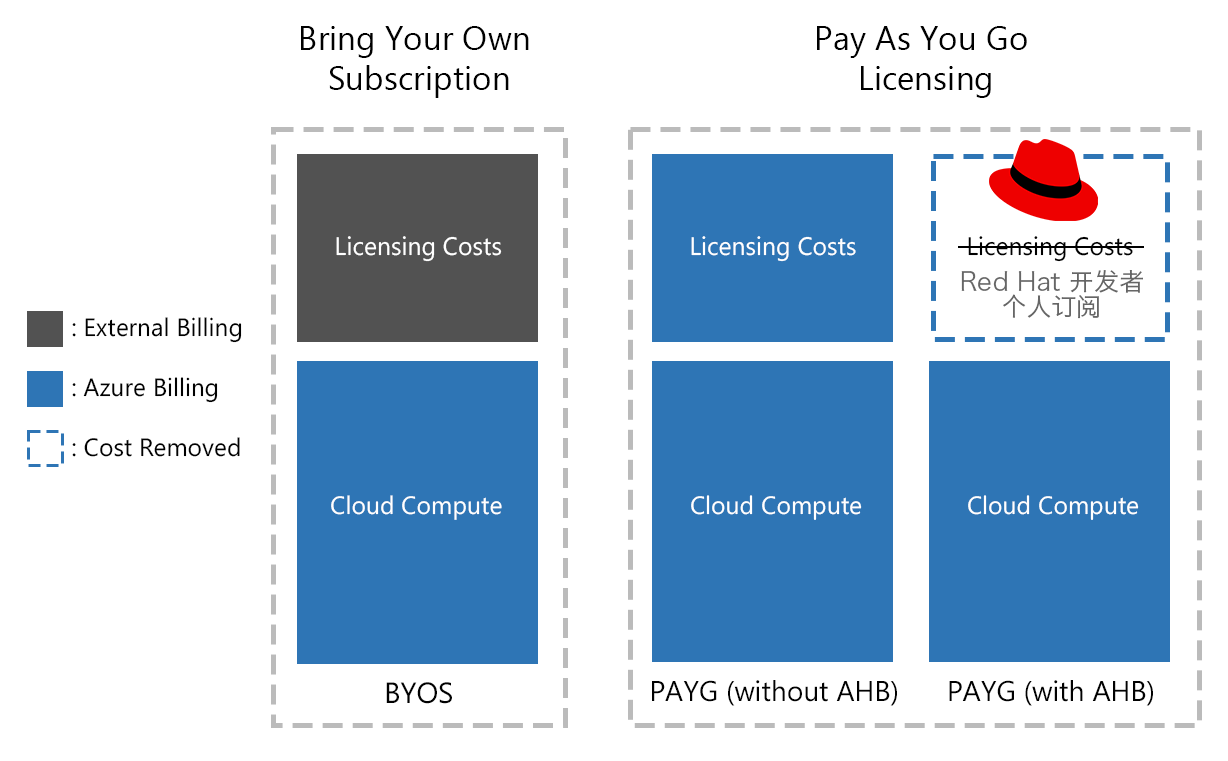 Bring Your Own
Subscription
Pay As You Go
Licensing
Licensing Costs
Licensing Costs
Licensing Costs
Red Hat 开发者
个人订阅
: External Billing
: Azure Billing
: Cost Removed
Cloud Compute
Cloud Compute
Cloud Compute
BYOS
PAYG (without AHB)
PAYG (with AHB)